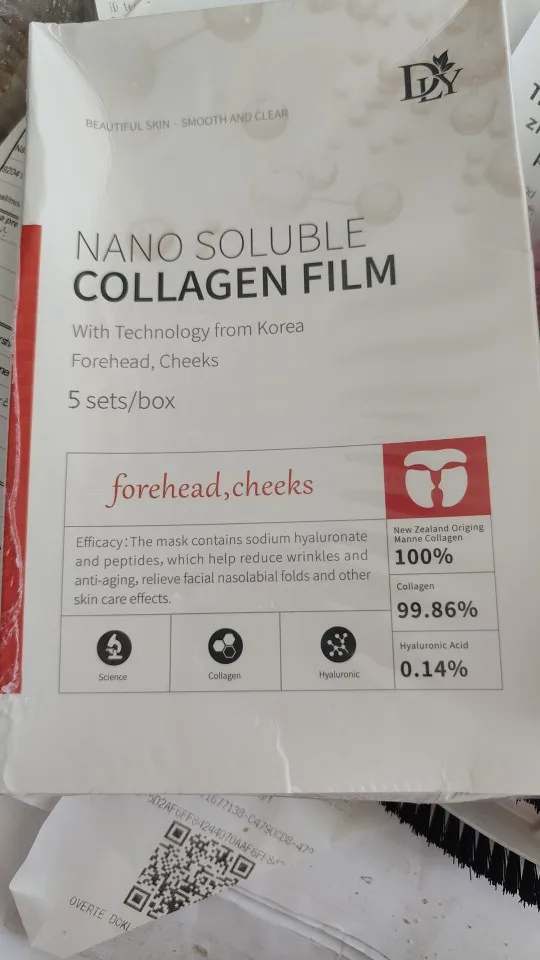 DLY
BEAUTIFUL SKIN · SMOOTH AND CLEAR
NANO SOLUBLE
COLLAGEN FILM
With Technology from Korea
Forehead, Cheeks
5 sets/box
forehead,cheeks
Efficacy: The mask contains sodium hyaluronate
and peptides, which help reduce wrinkles and
anti-aging, relieve facial nasolabial folds and other
skin care effects.
Science
Collagen
Hyaluronic
New Zealand Origing
Manne Collagen
100%
Collagen
99.86%
Hyaluronic Acid
0.14%
OVERTE DOKL